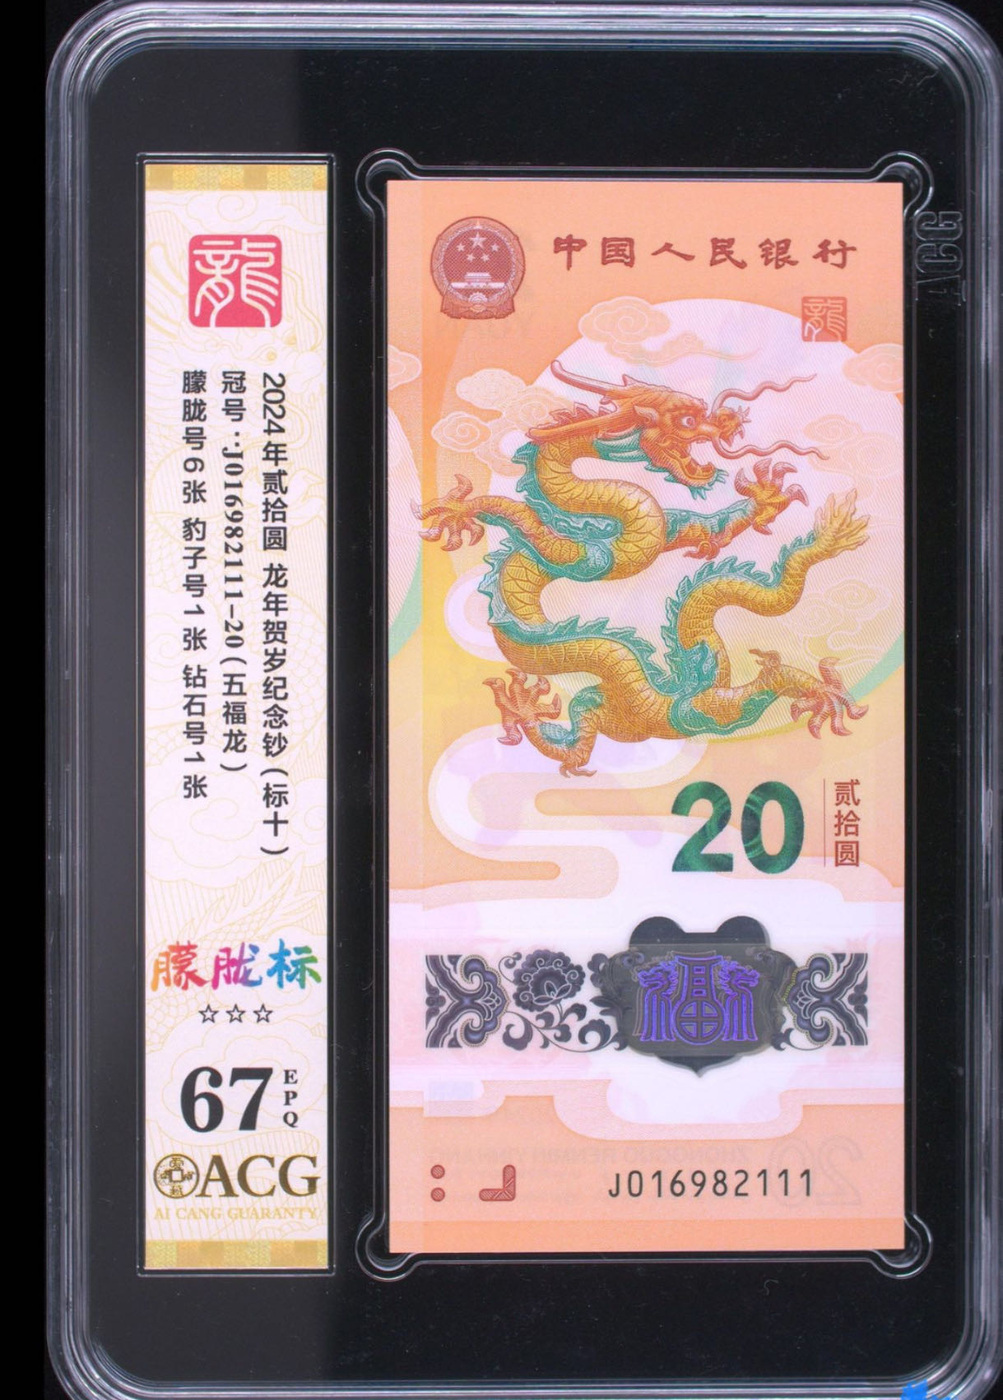 龍
2024年贰拾圆 龙年贺岁纪念钞(标十)
冠号:J016982111-20(五福龙)
朦胧号6张 豹子号1张 钻石号1张
朦胧标
☆☆☆
67 EPQ
ACG
AI CANG GUARANTY
中国人民银行
龍
20 贰拾圆
福
J016982111
ACG